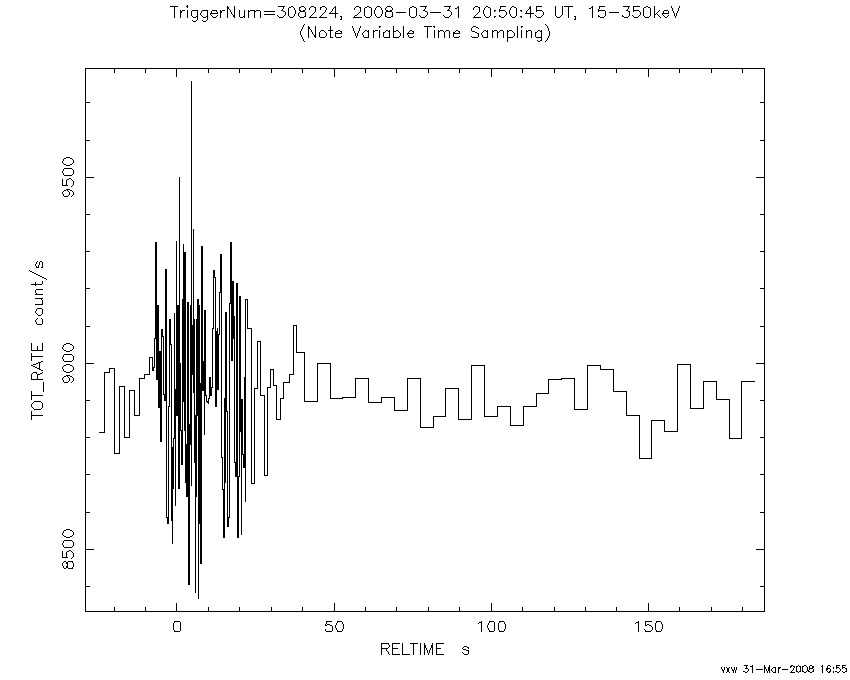 TriggerNum=308224, 2008-03-31 20:50:45 UT, 15-350keV
(Note Variable Time Sampling)
TOT_RATE count/s
9500
9000
8500
0 50 100 150
RELTIME s
vxw 31-Mar-2008 16:55